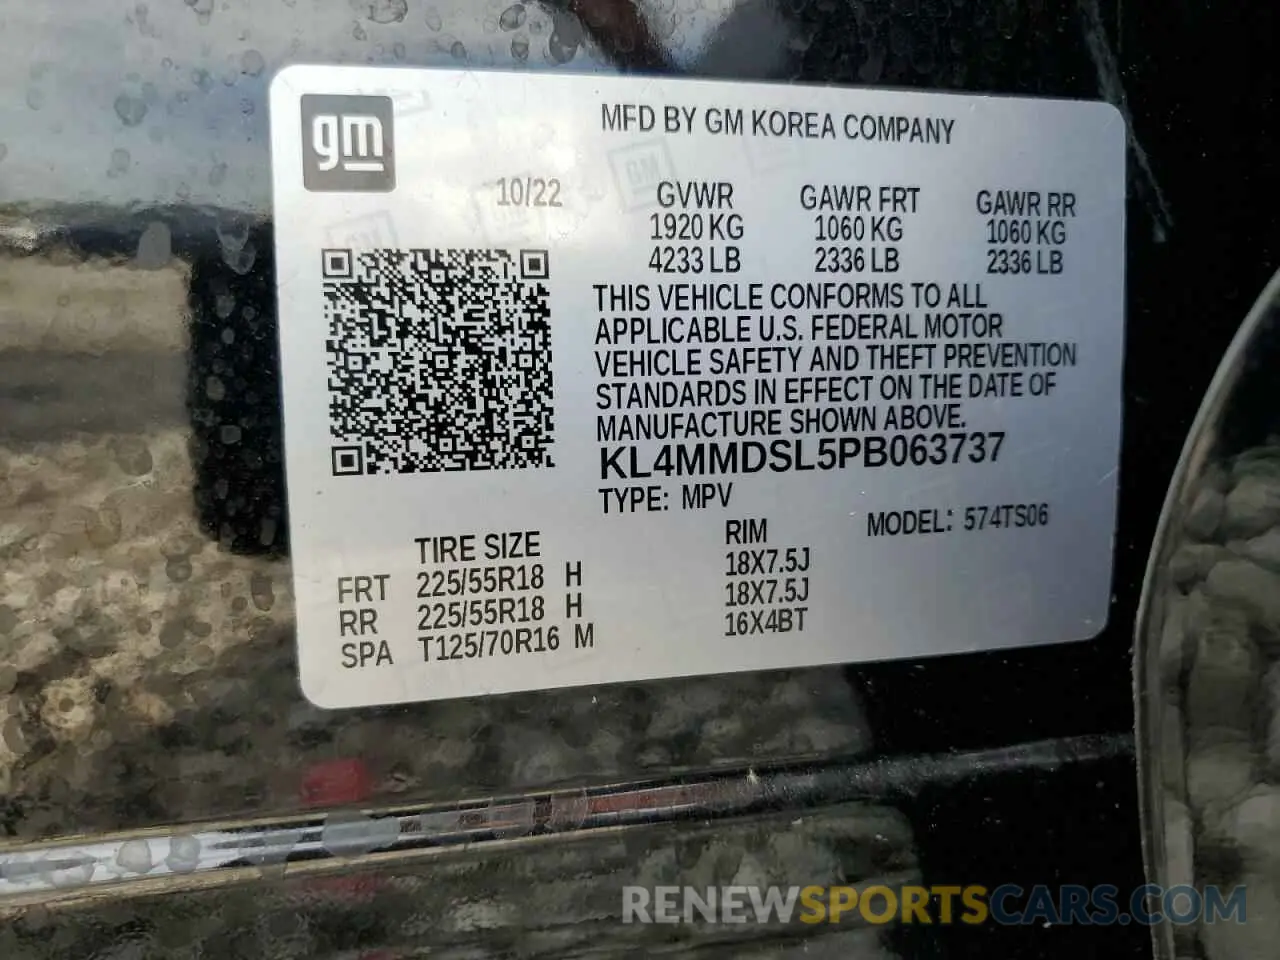 gm
MFD BY GM KOREA COMPANY
10/22
GVWR GAWR FRT GAWR RR
1920 KG 1060 KG 1060 KG
4233 LB 2336 LB 2336 LB
THIS VEHICLE CONFORMS TO ALL
APPLICABLE U.S. FEDERAL MOTOR
VEHICLE SAFETY AND THEFT PREVENTION
STANDARDS IN EFFECT ON THE DATE OF
MANUFACTURE SHOWN ABOVE.
KL4MMDSL5PB063737
TYPE: MPV
MODEL: 574TS06
TIRE SIZE RIM
FRT 225/55R18 H 18X7.5J
RR 225/55R18 H 18X7.5J
SPA T125/70R16 M 16X4BT
RENEWSPORTSCARS.COM